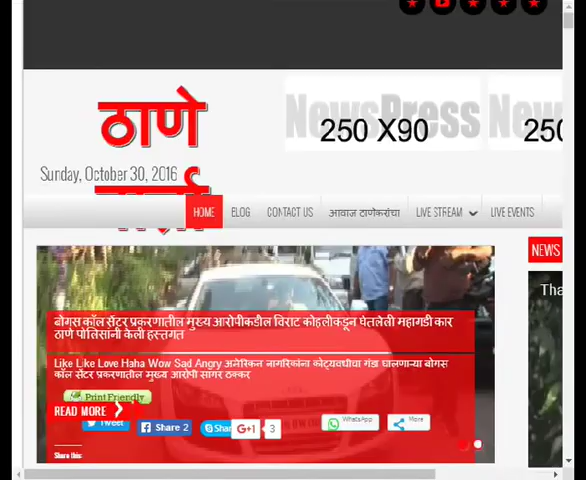 ठाणे
NewsPress
250 X90
Sunday, October 30, 2016
HOME BLOG CONTACT US आवाज ठाणेकरांचा LIVE STREAM LIVE EVENTS
NEWS
बोगस कॉल सेंटर प्रकरणातील मुख्य आरोपीकडील विराट कोहलीकडून घेतलेली महागडी कार
ठाणे पोलिसांनी केली हस्तगत
Like Like Love Haha Wow Sad Angry अमेरिकन नागरिकांना कोट्यवधीचा गंडा घालणाऱ्या बोगस
कॉल सेंटर प्रकरणातील मुख्य आरोपी सागर ठक्कर
Print Friendly
READ MORE
Tweet Share 2 G+1 3 WhatsApp More
Share this: